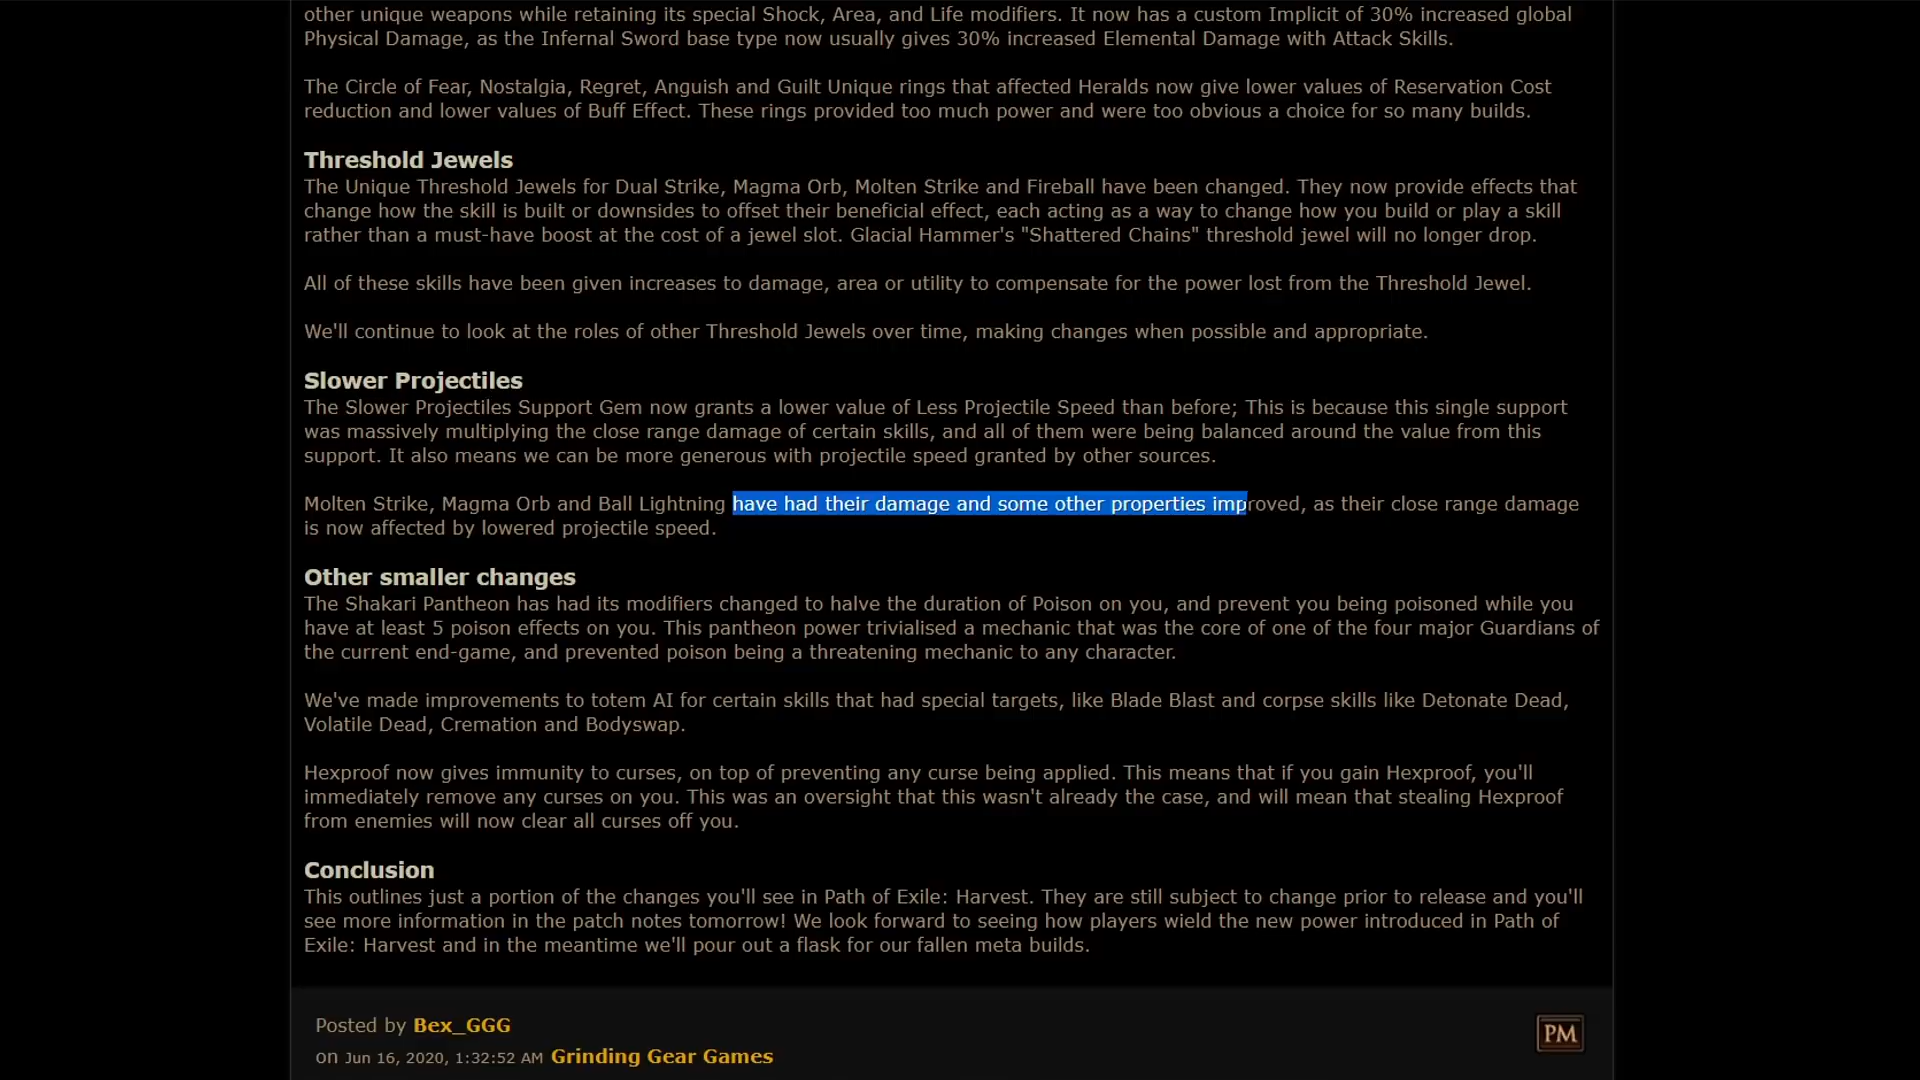 other unique weapons while retaining its special Shock, Area, and Life modifiers. It now has a custom Implicit of 30% increased global
Physical Damage, as the Infernal Sword base type now usually gives 30% increased Elemental Damage with Attack Skills.
The Circle of Fear, Nostalgia, Regret, Anguish and Guilt Unique rings that affected Heralds now give lower values of Reservation Cost
reduction and lower values of Buff Effect. These rings provided too much power and were too obvious a choice for so many builds.
Threshold Jewels
The Unique Threshold Jewels for Dual Strike, Magma Orb, Molten Strike and Fireball have been changed. They now provide effects that
change how the skill is built or downsides to offset their beneficial effect, each acting as a way to change how you build or play a skill
rather than a must-have boost at the cost of a jewel slot. Glacial Hammer's "Shattered Chains" threshold jewel will no longer drop.
All of these skills have been given increases to damage, area or utility to compensate for the power lost from the Threshold Jewel.
We'll continue to look at the roles of other Threshold Jewels over time, making changes when possible and appropriate.
Slower Projectiles
The Slower Projectiles Support Gem now grants a lower value of Less Projectile Speed than before; This is because this single support
was massively multiplying the close range damage of certain skills, and all of them were being balanced around the value from this
support. It also means we can be more generous with projectile speed granted by other sources.
Molten Strike, Magma Orb and Ball Lightning have had their damage and some other properties improved, as their close range damage
is now affected by lowered projectile speed.
Other smaller changes
The Shakari Pantheon has had its modifiers changed to halve the duration of Poison on you, and prevent you being poisoned while you
have at least 5 poison effects on you. This pantheon power trivialised a mechanic that was the core of one of the four major Guardians of
the current end-game, and prevented poison being a threatening mechanic to any character.
We've made improvements to totem AI for certain skills that had special targets, like Blade Blast and corpse skills like Detonate Dead,
Volatile Dead, Cremation and Bodyswap.
Hexproof now gives immunity to curses, on top of preventing any curse being applied. This means that if you gain Hexproof, you'll
immediately remove any curses on you. This was an oversight that this wasn't already the case, and will mean that stealing Hexproof
from enemies will now clear all curses off you.
Conclusion
This outlines just a portion of the changes you'll see in Path of Exile: Harvest. They are still subject to change prior to release and you'll
see more information in the patch notes tomorrow! We look forward to seeing how players wield the new power introduced in Path of
Exile: Harvest and in the meantime we'll pour out a flask for our fallen meta builds.
Posted by Bex_GGG
PM
on Jun 16, 2020, 1:32:52 AM Grinding Gear Games